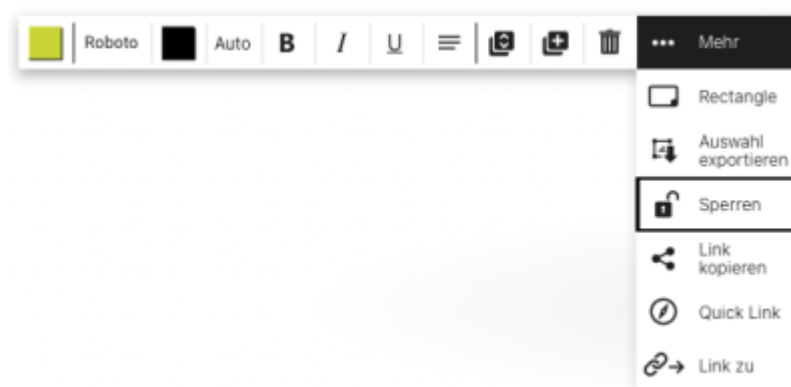 Roboto Auto B I U Mehr
Rectangle
Auswahl
exportieren
Sperren
Link
kopieren
Quick Link
Link zu